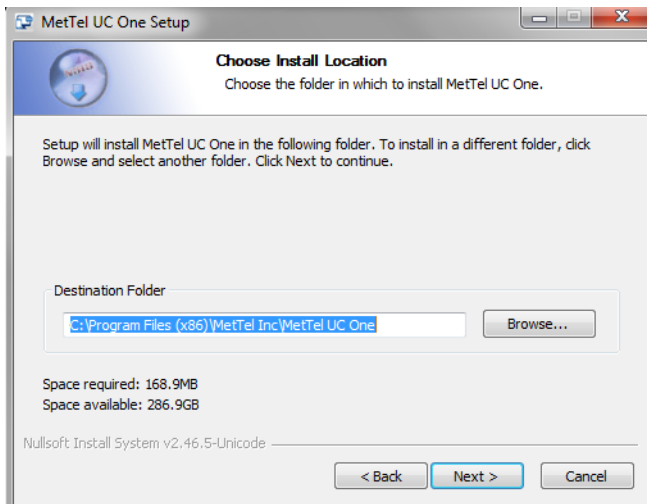 MetTel UC One Setup
Choose Install Location
Choose the folder in which to install MetTel UC One.
Setup will install MetTel UC One in the following folder. To install in a different folder, click
Browse and select another folder. Click Next to continue.
Destination Folder
C:\Program Files (x86)\MetTel Inc\MetTel UC One
Browse...
Space required: 168.9MB
Space available: 286.9GB
Nullsoft Install System v2.46.5-Unicode
< Back
Next >
Cancel